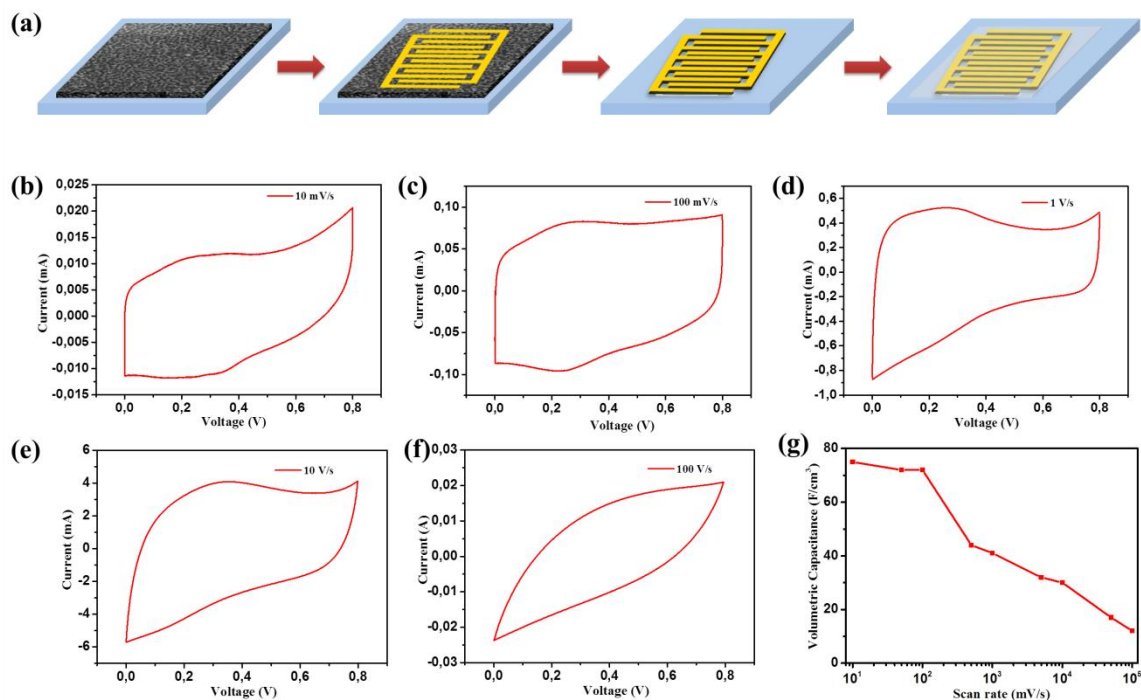 (a)
(b)
0,025
0,020
0,015
0,010
0,005
0,000
-0,005
-0,010
-0,015
Current (mA)
10 mV/s
0,0 0,2 0,4 0,6 0,8
Voltage (V)
(c)
0,10
0,05
0,00
-0,05
-0,10
Current (mA)
100 mV/s
0,0 0,2 0,4 0,6 0,8
Voltage (V)
(d)
0,6
0,4
0,2
0,0
-0,2
-0,4
-0,6
-0,8
-1,0
Current (mA)
1 V/s
0,0 0,2 0,4 0,6 0,8
Voltage (V)
(e)
6
4
2
0
-2
-4
-6
Current (mA)
10 V/s
0,0 0,2 0,4 0,6 0,8
Voltage (V)
(f)
0,03
0,02
0,01
0,00
-0,01
-0,02
-0,03
Current (A)
100 V/s
0,0 0,2 0,4 0,6 0,8
Voltage (V)
(g)
80
60
40
20
0
Volumetric Capacitance (F/cm³)
10¹ 10² 10³ 10⁴ 10⁵
Scan rate (mV/s)